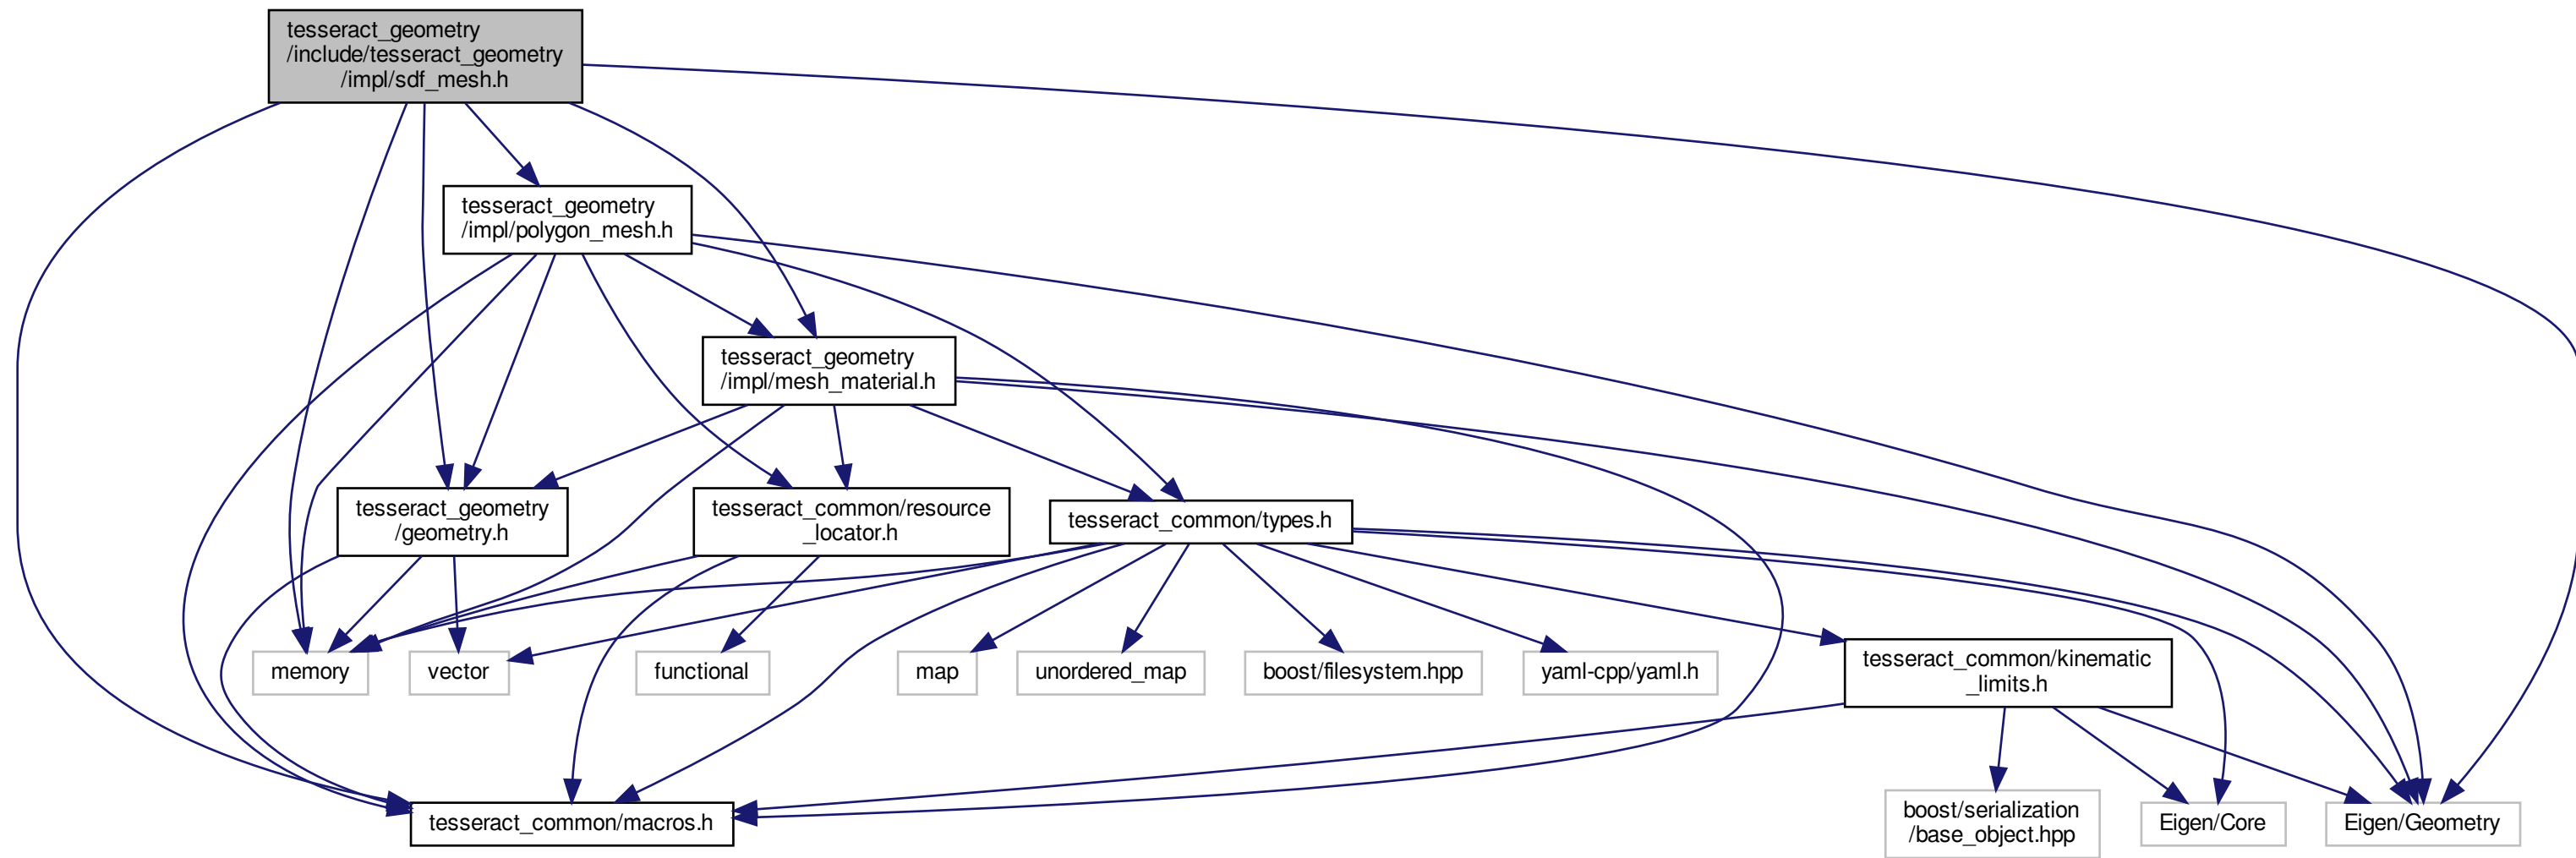 tesseract_geometry
/include/tesseract_geometry
/impl/sdf_mesh.h
tesseract_geometry
/impl/polygon_mesh.h
tesseract_geometry
/impl/mesh_material.h
tesseract_geometry
/geometry.h
tesseract_common/resource
_locator.h
tesseract_common/types.h
memory
vector
functional
map
unordered_map
boost/filesystem.hpp
yaml-cpp/yaml.h
tesseract_common/kinematic
_limits.h
tesseract_common/macros.h
boost/serialization
/base_object.hpp
Eigen/Core
Eigen/Geometry